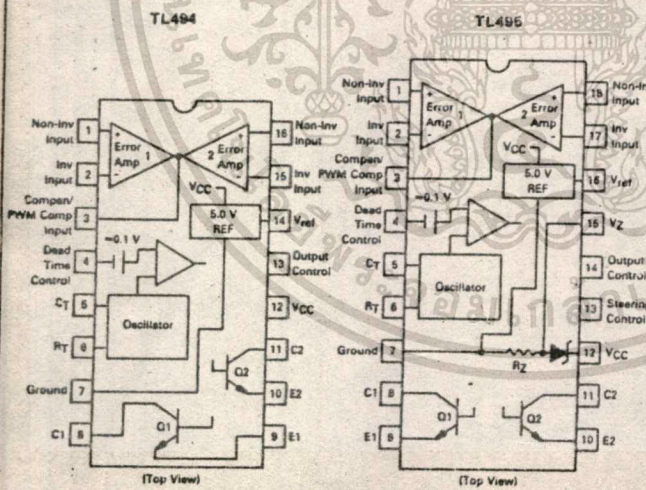 TL494
Non-Inv
Input
1
Inv
Input
2
Compen/
PWM Comp
Input
3
≈0.1 V
Dead
Time
Control
4
CT
5
RT
6
Ground
7
C1
8
+
Error
Amp
1
-
+
2
Error
Amp
-
VCC
5.0 V
REF
Oscillator
Q2
Q1
16
Non-Inv
Input
15
Inv
Input
14
Vref
13
Output
Control
12
VCC
11
C2
10
E2
9
E1
(Top View)
TL495
Non-Inv
Input
1
Inv
Input
2
Compen/
PWM Comp
Input
3
≈0.1 V
Dead
Time
Control
4
CT
5
RT
6
Ground
7
C1
8
E1
9
+
Error
Amp
1
-
+
2
Error
Amp
-
VCC
5.0 V
REF
Oscillator
RZ
Q1
Q2
18
Non-Inv
Input
17
Inv
Input
16
Vref
15
VZ
14
Output
Control
13
Steering
Control
12
VCC
11
C2
10
E2
(Top View)